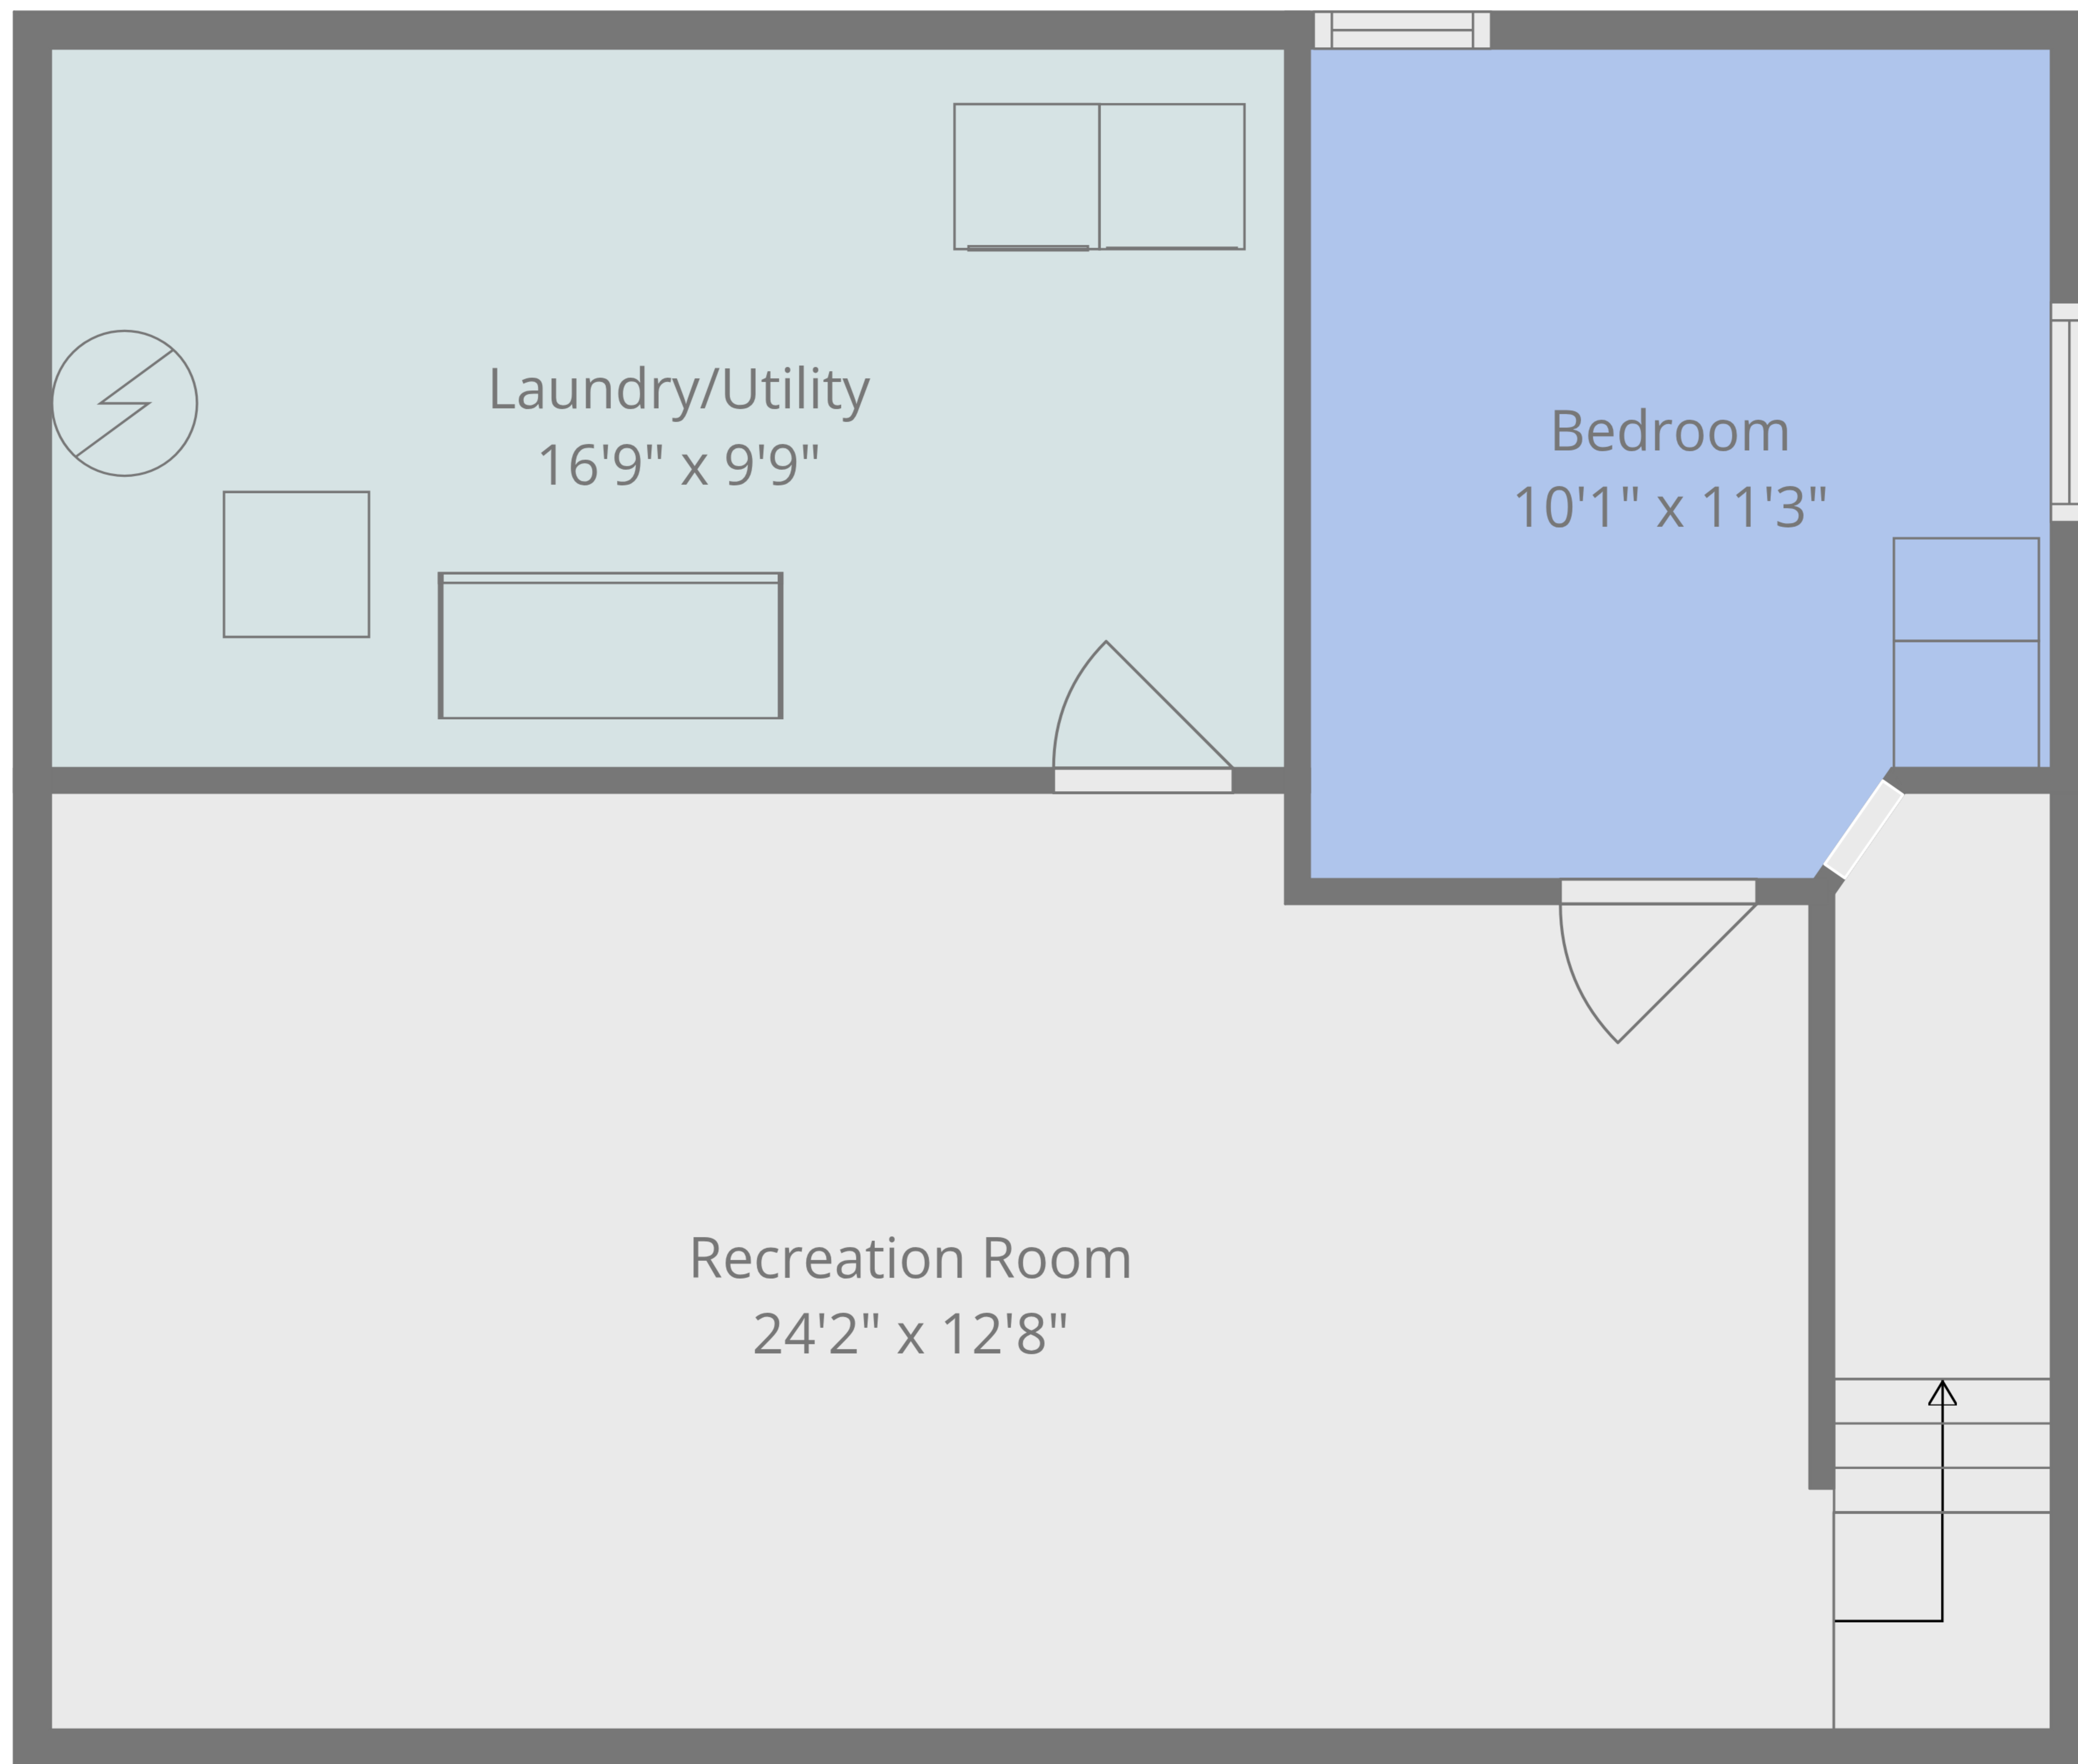 Laundry/Utility
16'9" x 9'9"
Bedroom
10'1" x 11'3"
Recreation Room
24'2" x 12'8"